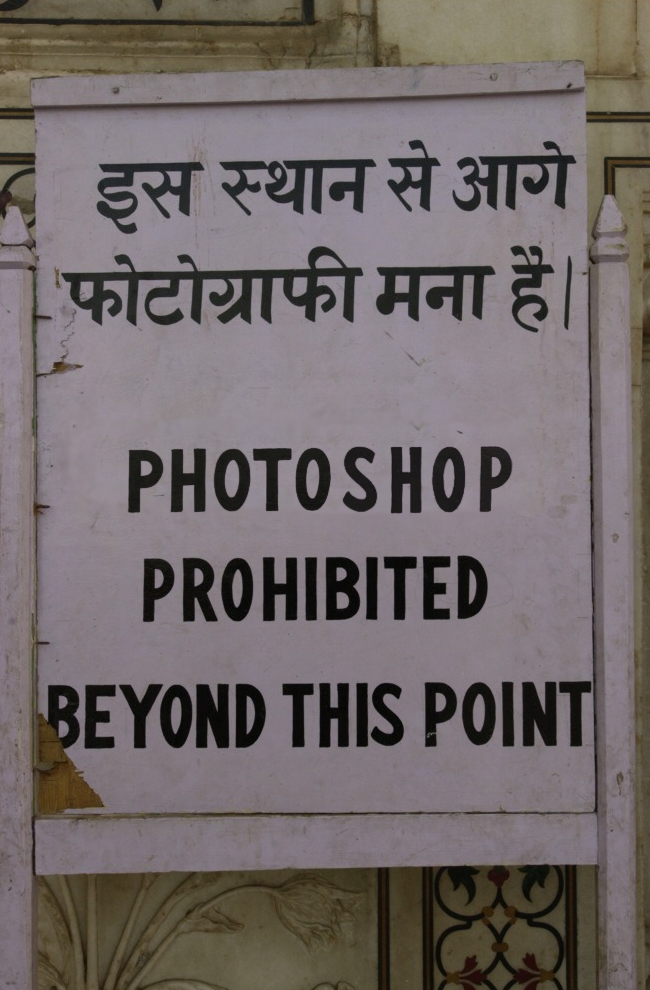 इस स्थान से आगे
फोटोग्राफी मना है।
PHOTOSHOP
PROHIBITED
BEYOND THIS POINT